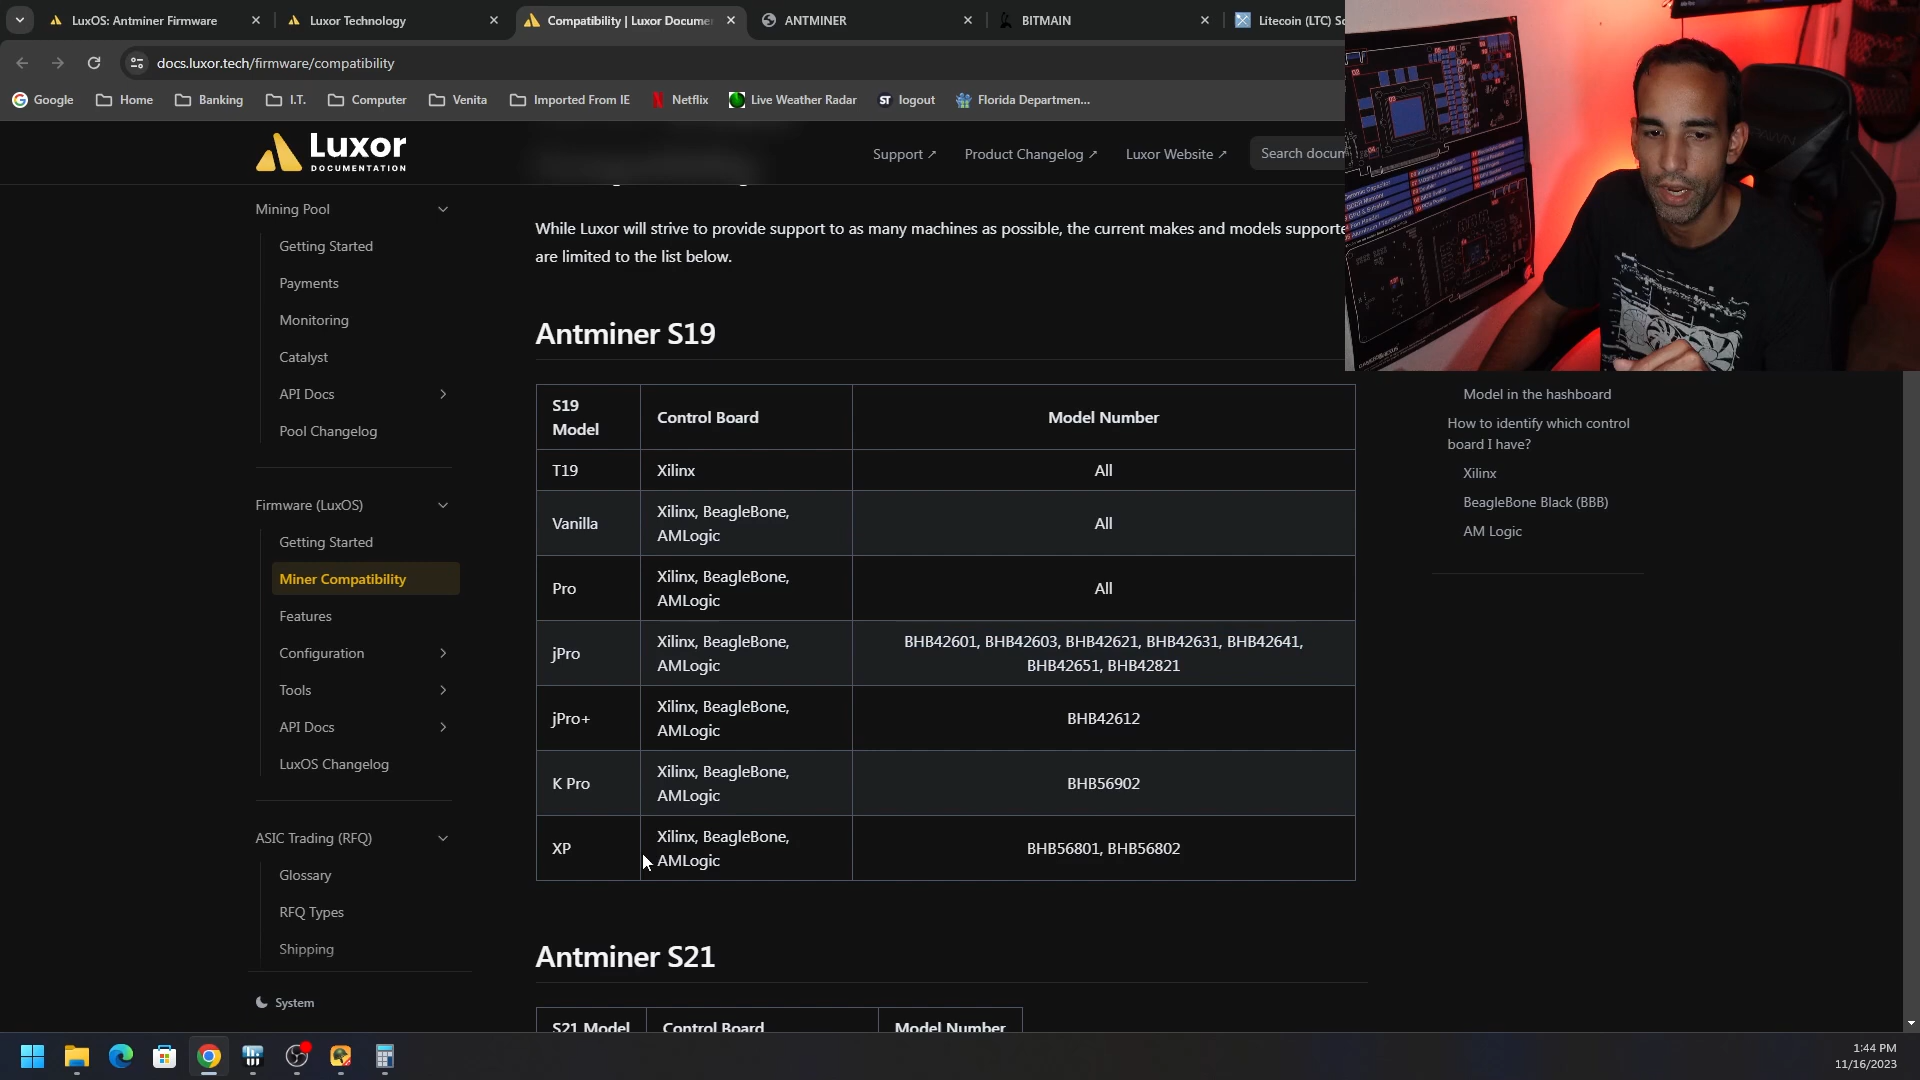 LuxOS: Antminer Firmware
Luxor Technology
Compatibility | Luxor Docume
ANTMINER
BITMAIN
Litecoin (LTC) Sc
docs.luxor.tech/firmware/compatibility
Google
Home
Banking
I.T.
Computer
Venita
Imported From IE
Netflix
Live Weather Radar
ST logout
Florida Departmen...
Luxor
DOCUMENTATION
Support ↗
Product Changelog ↗
Luxor Website ↗
Search docum
Mining Pool
Getting Started
Payments
Monitoring
Catalyst
API Docs
Pool Changelog
Firmware (LuxOS)
Getting Started
Miner Compatibility
Features
Configuration
Tools
API Docs
LuxOS Changelog
ASIC Trading (RFQ)
Glossary
RFQ Types
Shipping
System
While Luxor will strive to provide support to as many machines as possible, the current makes and models supporte
are limited to the list below.
Antminer S19
S19 Model
Control Board
Model Number
T19
Xilinx
All
Vanilla
Xilinx, BeagleBone,
AMLogic
All
Pro
Xilinx, BeagleBone,
AMLogic
All
jPro
Xilinx, BeagleBone,
AMLogic
BHB42601, BHB42603, BHB42621, BHB42631, BHB42641,
BHB42651, BHB42821
jPro+
Xilinx, BeagleBone,
AMLogic
BHB42612
K Pro
Xilinx, BeagleBone,
AMLogic
BHB56902
XP
Xilinx, BeagleBone,
AMLogic
BHB56801, BHB56802
Antminer S21
S21 Model
Control Board
Model Number
Model in the hashboard
How to identify which control
board I have?
Xilinx
BeagleBone Black (BBB)
AM Logic
1:44 PM
11/16/2023